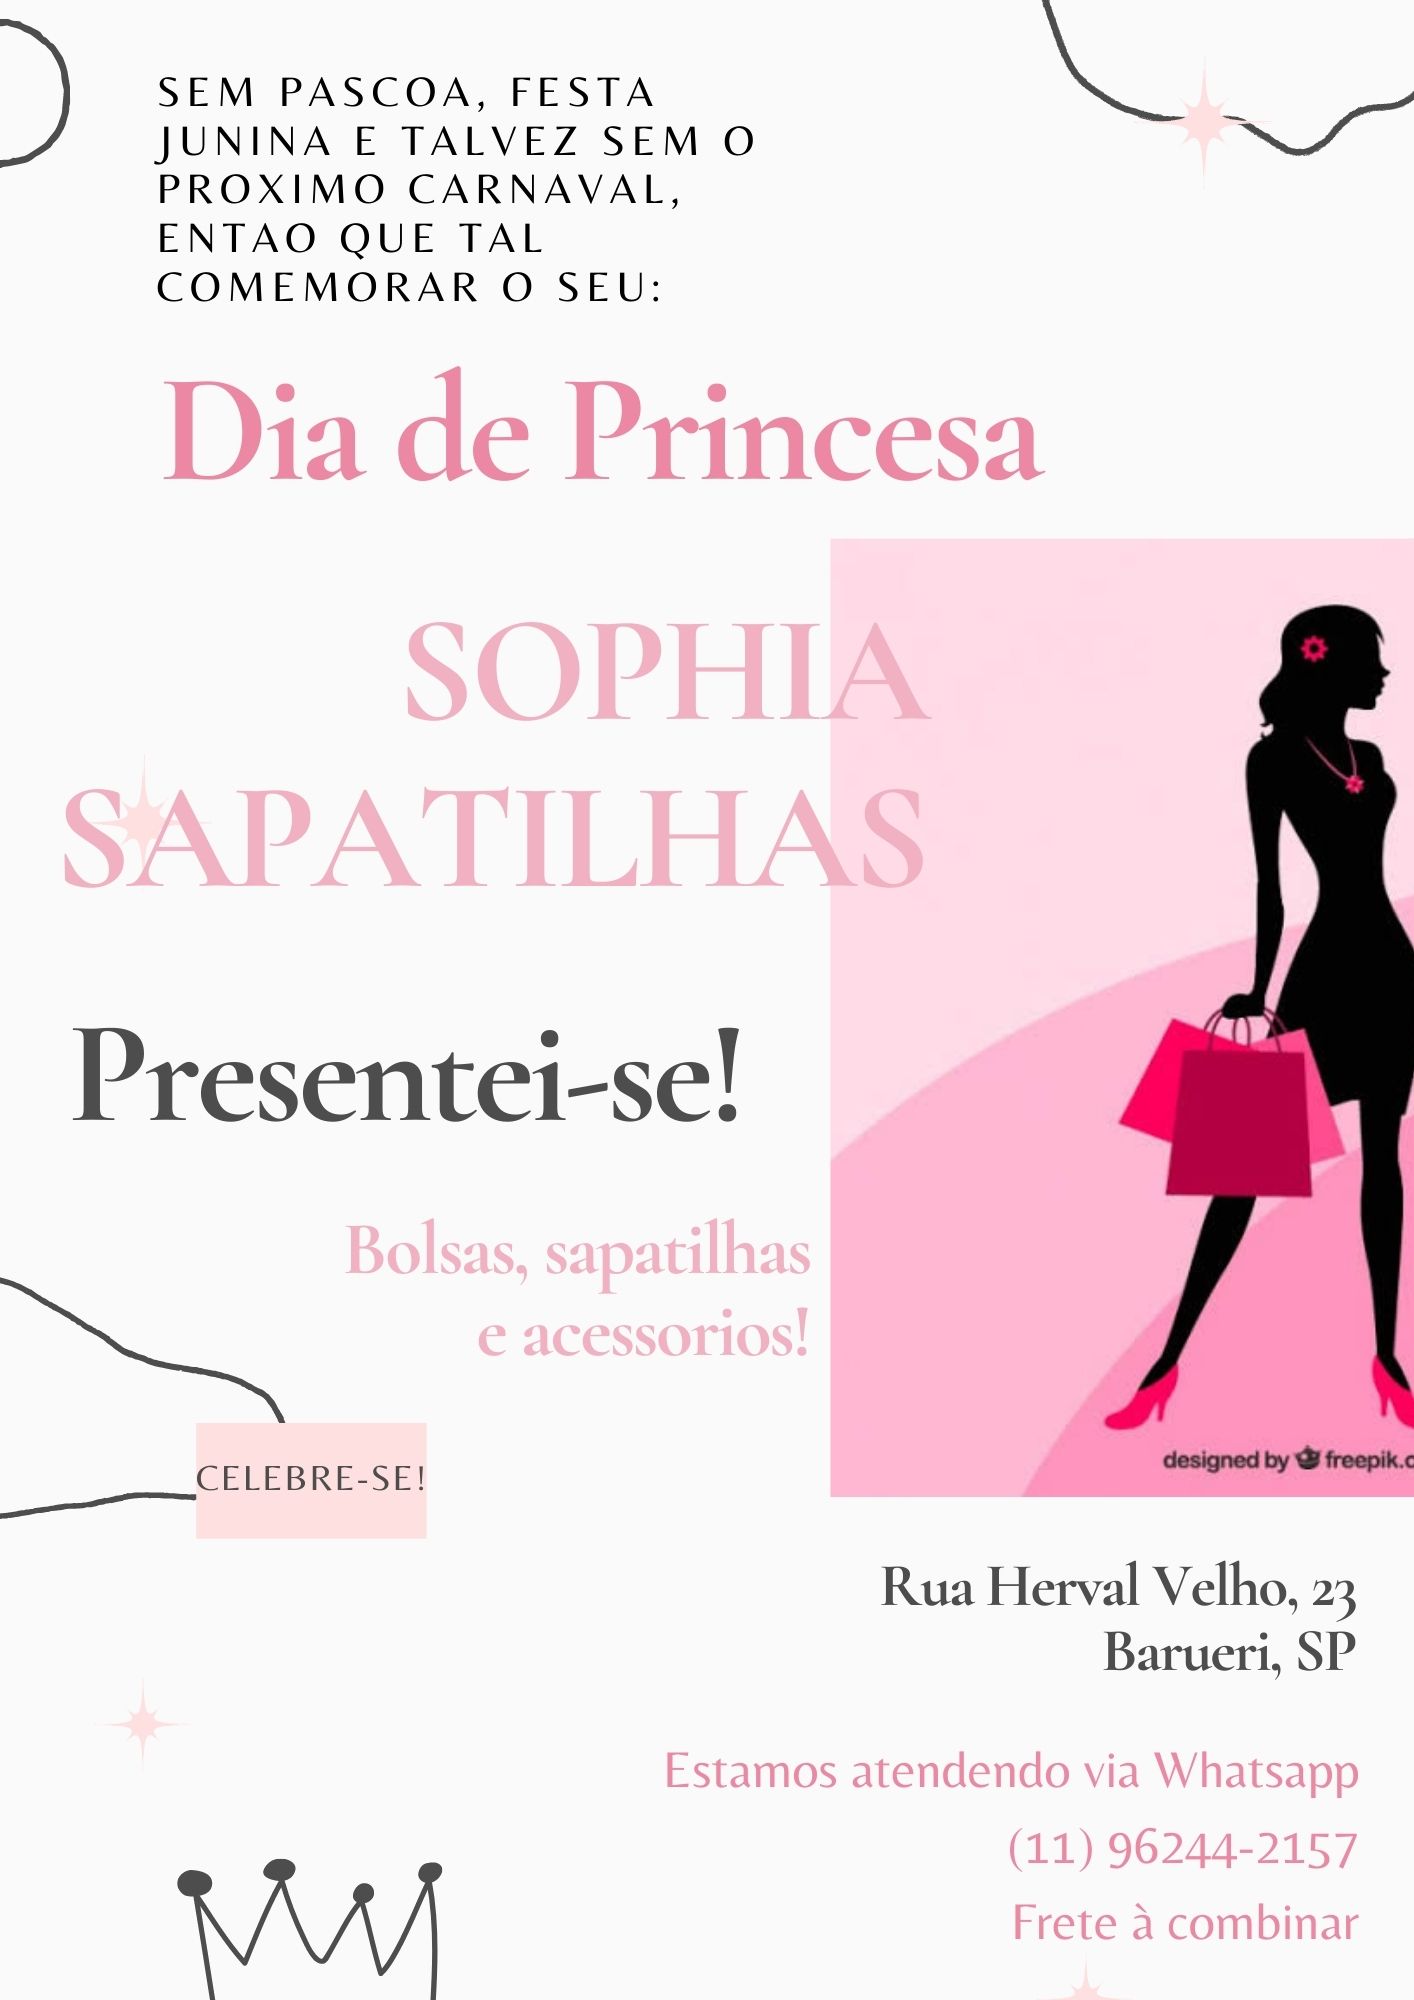 SEM PASCOA, FESTA
JUNINA E TALVEZ SEM O
PROXIMO CARNAVAL,
ENTAO QUE TAL
COMEMORAR O SEU:
Dia de Princesa
SOPHIA
SAPATILHAS
Presentei-se!
Bolsas, sapatilhas
e acessorios!
CELEBRE-SE!
designed by freepik.c
Rua Herval Velho, 23
Barueri, SP
Estamos atendendo via Whatsapp
(11) 96244-2157
Frete à combinar